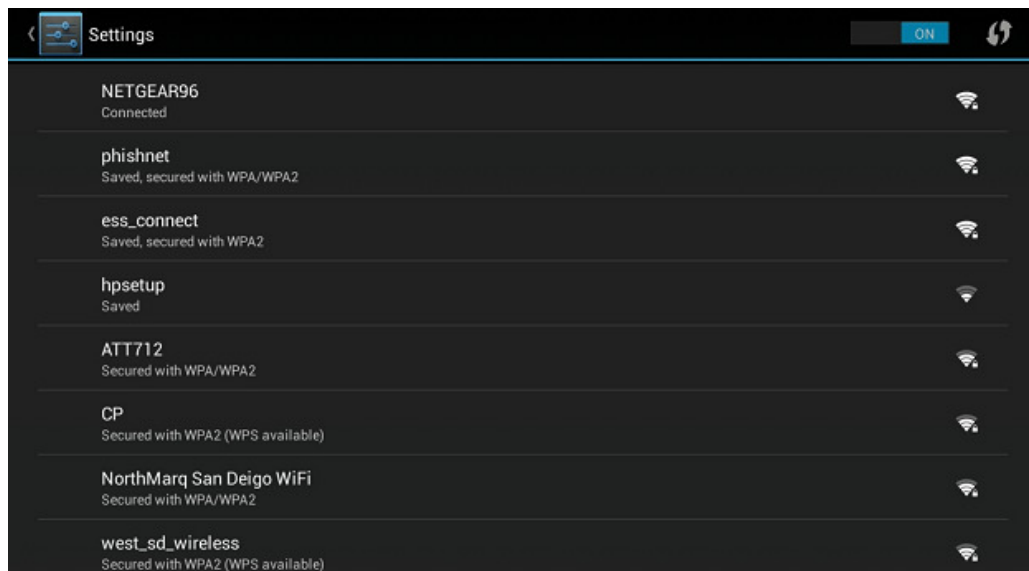 Settings
ON
NETGEAR96
Connected
phishnet
Saved, secured with WPA/WPA2
ess_connect
Saved, secured with WPA2
hpsetup
Saved
ATT712
Secured with WPA/WPA2
CP
Secured with WPA2 (WPS available)
NorthMarq San Deigo WiFi
Secured with WPA/WPA2
west_sd_wireless
Secured with WPA2 (WPS available)